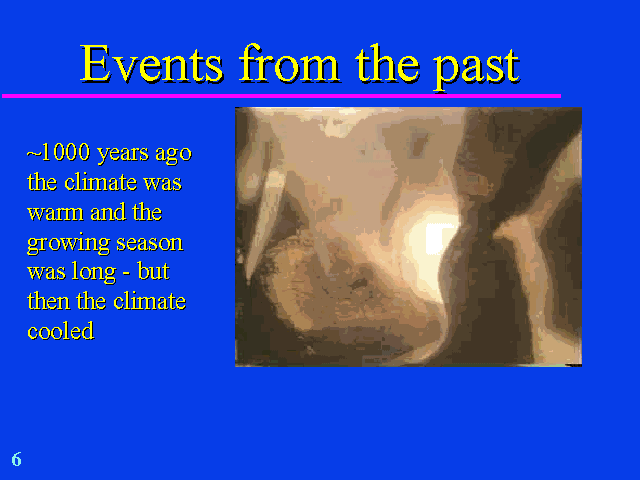 Events from the past
~1000 years ago
the climate was
warm and the
growing season
was long - but
then the climate
cooled
6